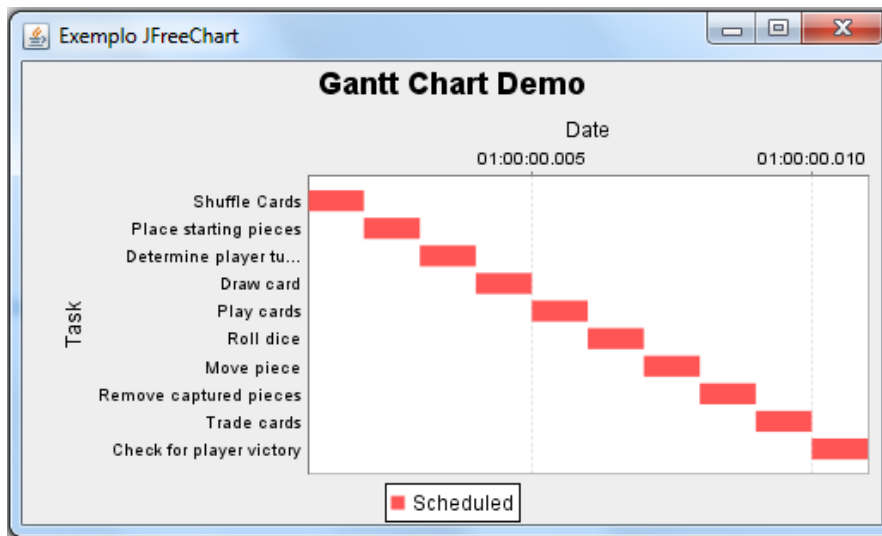 Exemplo JFreeChart
Gantt Chart Demo
Date
01:00:00.005 01:00:00.010
Task
Shuffle Cards
Place starting pieces
Determine player tu...
Draw card
Play cards
Roll dice
Move piece
Remove captured pieces
Trade cards
Check for player victory
Scheduled